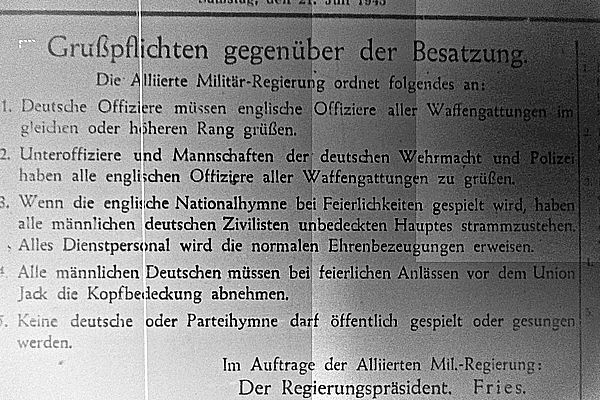 Samstag, den 21. Juli 1945
Grußpflichten gegenüber der Besatzung.
Die Alliierte Militär-Regierung ordnet folgendes an:
1. Deutsche Offiziere müssen englische Offiziere aller Waffengattungen im
gleichen oder höheren Rang grüßen.
2. Unteroffiziere und Mannschaften der deutschen Wehrmacht und Polizei
haben alle englischen Offiziere aller Waffengattungen zu grüßen.
3. Wenn die englische Nationalhymne bei Feierlichkeiten gespielt wird, haben
alle männlichen deutschen Zivilisten unbedeckten Hauptes strammzustehen.
Alles Dienstpersonal wird die normalen Ehrenbezeugungen erweisen.
4. Alle männlichen Deutschen müssen bei feierlichen Anlässen vor dem Union
Jack die Kopfbedeckung abnehmen.
5. Keine deutsche oder Parteihymne darf öffentlich gespielt oder gesungen
werden.
Im Auftrage der Alliierten Mil.-Regierung:
Der Regierungspräsident. Fries.